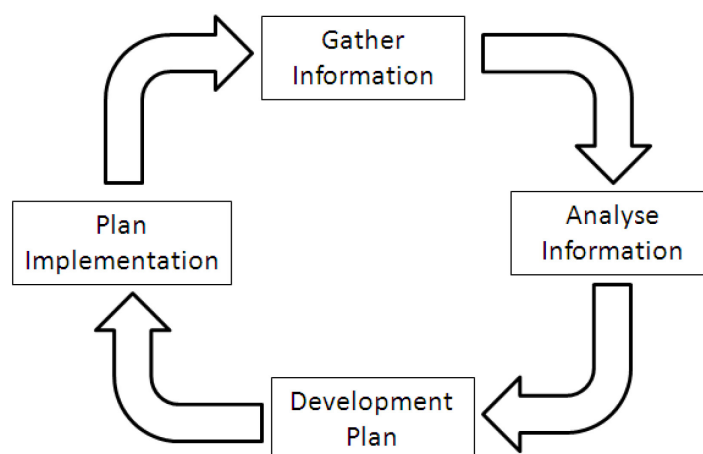 Gather
Information
Analyse
Information
Development
Plan
Plan
Implementation